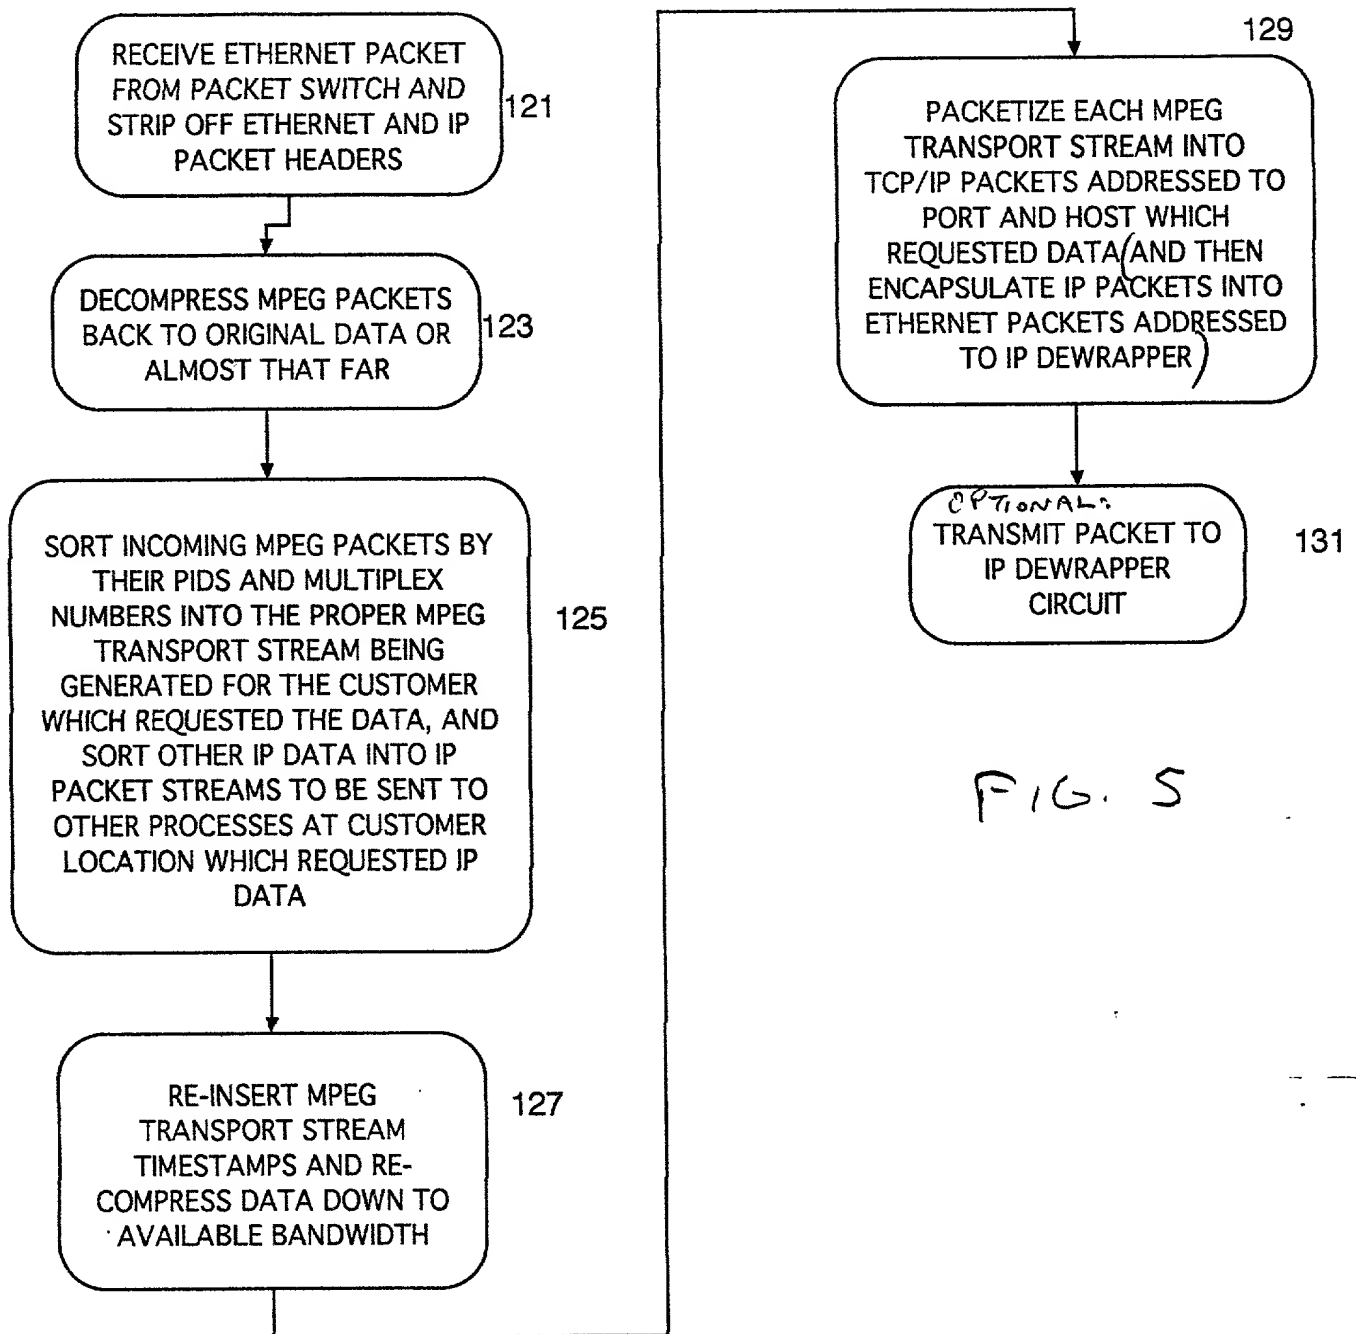 RECEIVE ETHERNET PACKET
FROM PACKET SWITCH AND
STRIP OFF ETHERNET AND IP
PACKET HEADERS
121
DECOMPRESS MPEG PACKETS
BACK TO ORIGINAL DATA OR
ALMOST THAT FAR
123
SORT INCOMING MPEG PACKETS BY
THEIR PIDS AND MULTIPLEX
NUMBERS INTO THE PROPER MPEG
TRANSPORT STREAM BEING
GENERATED FOR THE CUSTOMER
WHICH REQUESTED THE DATA, AND
SORT OTHER IP DATA INTO IP
PACKET STREAMS TO BE SENT TO
OTHER PROCESSES AT CUSTOMER
LOCATION WHICH REQUESTED IP
DATA
125
RE-INSERT MPEG
TRANSPORT STREAM
TIMESTAMPS AND RE-
COMPRESS DATA DOWN TO
AVAILABLE BANDWIDTH
127
129
PACKETIZE EACH MPEG
TRANSPORT STREAM INTO
TCP/IP PACKETS ADDRESSED TO
PORT AND HOST WHICH
REQUESTED DATA (AND THEN
ENCAPSULATE IP PACKETS INTO
ETHERNET PACKETS ADDRESSED
TO IP DEWRAPPER)
OPTIONAL:
TRANSMIT PACKET TO
IP DEWRAPPER
CIRCUIT
131
FIG. 5